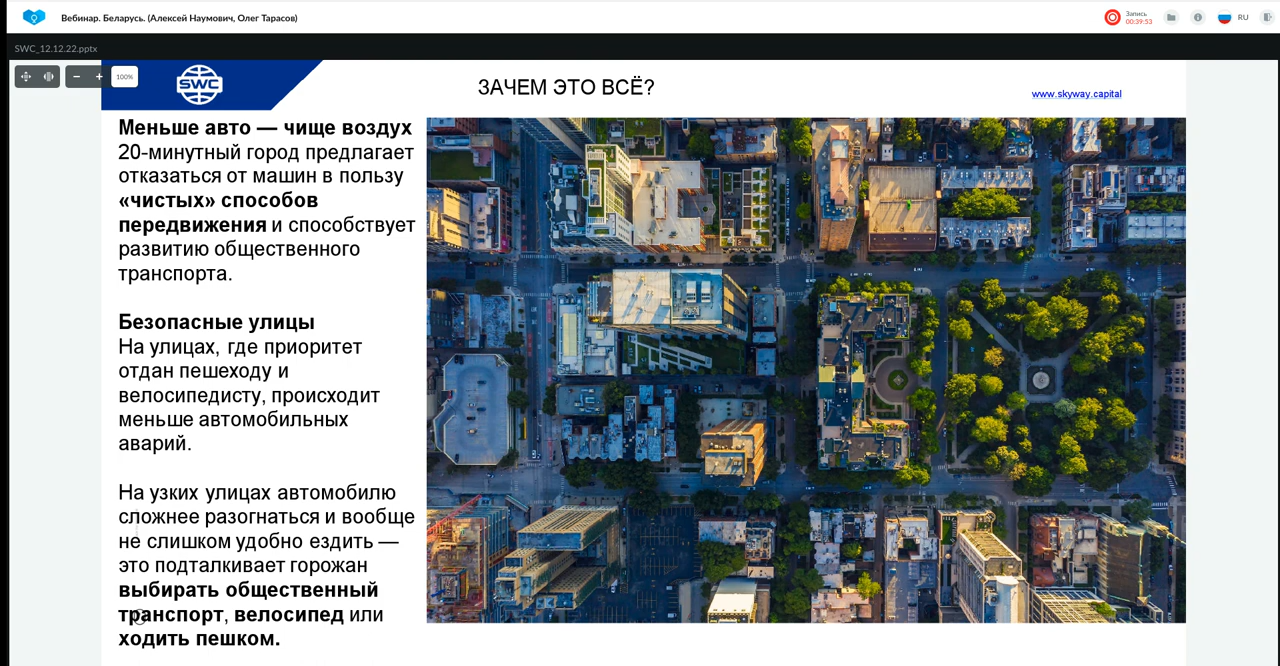 Вебинар. Беларусь. (Алексей Наумович, Олег Тарасов)
Запись
00:39:53
RU
SWC_12.12.22.pptx
100%
SWC
ЗАЧЕМ ЭТО ВСЁ?
www.skyway.capital
Меньше авто — чище воздух
20-минутный город предлагает
отказаться от машин в пользу
«чистых» способов
передвижения и способствует
развитию общественного
транспорта.
Безопасные улицы
На улицах, где приоритет
отдан пешеходу и
велосипедисту, происходит
меньше автомобильных
аварий.
На узких улицах автомобилю
сложнее разогнаться и вообще
не слишком удобно ездить —
это подталкивает горожан
выбирать общественный
транспорт, велосипед или
ходить пешком.